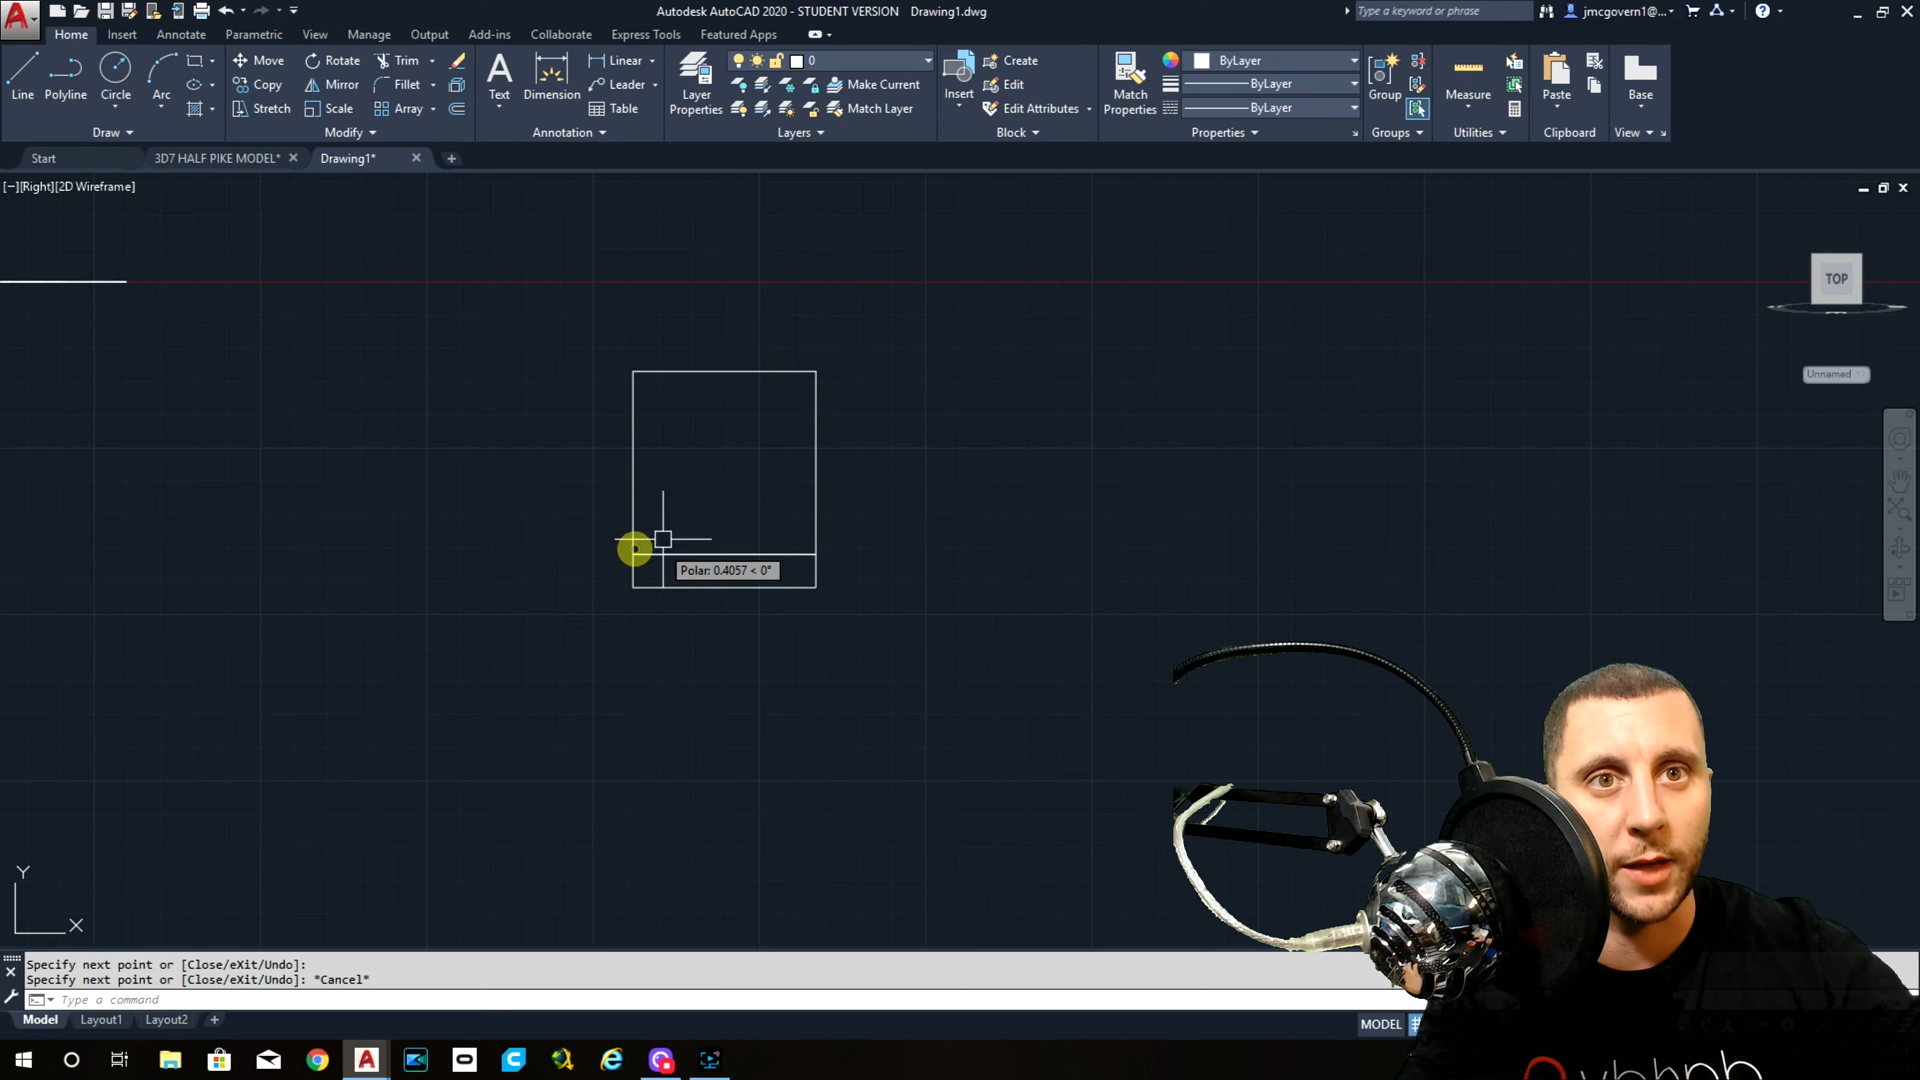 Autodesk AutoCAD 2020 - STUDENT VERSION Drawing1.dwg
Type a keyword or phrase
jmcgovern1@...
Home Insert Annotate Parametric View Manage Output Add-ins Collaborate Express Tools Featured Apps
Line Polyline Circle Arc
Move Rotate Trim
Copy Mirror Fillet
Stretch Scale Array
Text Dimension
Linear
Leader
Table
Layer Properties
0
Make Current
Match Layer
Insert
Create
Edit
Edit Attributes
Match Properties
ByLayer
ByLayer
ByLayer
Group
Measure
Paste
Base
Draw Modify Annotation Layers Block Properties Groups Utilities Clipboard View
Start 3D7 HALF PIKE MODEL* Drawing1*
[−][Right][2D Wireframe]
TOP
Unnamed
Polar: 0.4057 < 0°
Y
X
Specify next point or [Close/eXit/Undo]:
Specify next point or [Close/eXit/Undo]: *Cancel*
Type a command
Model Layout1 Layout2
MODEL